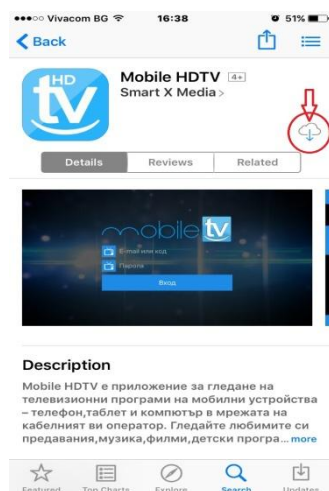 Vivacom BG 16:38 51%
Back
HD
tv
Mobile HDTV 4+
Smart X Media >
Details Reviews Related
mobile tv
E-mail или код
Парола
Вход
Description
Mobile HDTV е приложение за гледане на
телевизионни програми на мобилни устройства
– телефон,таблет и компютър в мрежата на
кабелният ви оператор. Гледайте любимите си
предавания,музика,филми,детски програ... more
Featured Top Charts Explore Search Updates